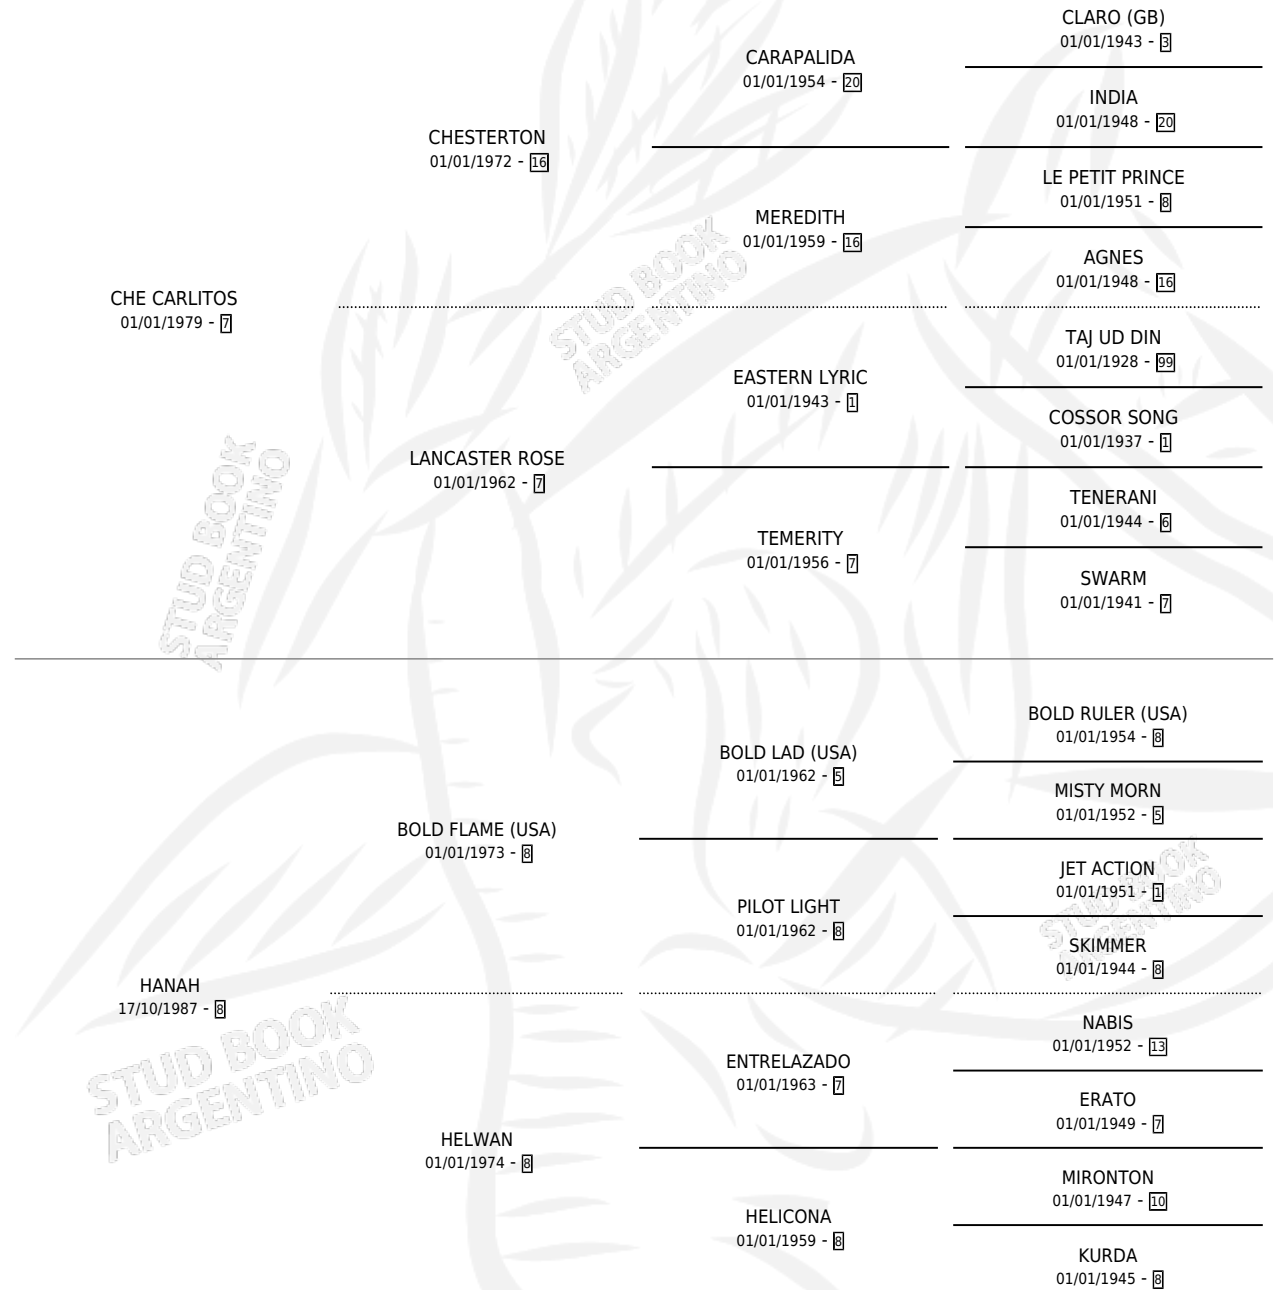 CLARO (GB)
01/01/1943 - 3
CARAPALIDA
01/01/1954 - 20
INDIA
01/01/1948 - 20
CHESTERTON
01/01/1972 - 16
LE PETIT PRINCE
01/01/1951 - 8
MEREDITH
01/01/1959 - 16
AGNES
01/01/1948 - 16
CHE CARLITOS
01/01/1979 - 7
STUD BOOK
ARGENTINO
TAJ UD DIN
01/01/1928 - 99
EASTERN LYRIC
01/01/1943 - 1
COSSOR SONG
01/01/1937 - 1
LANCASTER ROSE
01/01/1962 - 7
TENERANI
01/01/1944 - 6
TEMERITY
01/01/1956 - 7
SWARM
01/01/1941 - 7
STUD BOOK
ARGENTINO
BOLD RULER (USA)
01/01/1954 - 8
BOLD LAD (USA)
01/01/1962 - 5
MISTY MORN
01/01/1952 - 5
BOLD FLAME (USA)
01/01/1973 - 8
JET ACTION
01/01/1951 - 1
PILOT LIGHT
01/01/1962 - 8
SKIMMER
01/01/1944 - 8
STUD BOOK
ARGENTINO
HANAH
17/10/1987 - 8
NABIS
01/01/1952 - 13
ENTRELAZADO
01/01/1963 - 7
ERATO
01/01/1949 - 7
STUD BOOK
ARGENTINO
HELWAN
01/01/1974 - 8
MIRONTON
01/01/1947 - 10
HELICONA
01/01/1959 - 8
KURDA
01/01/1945 - 8